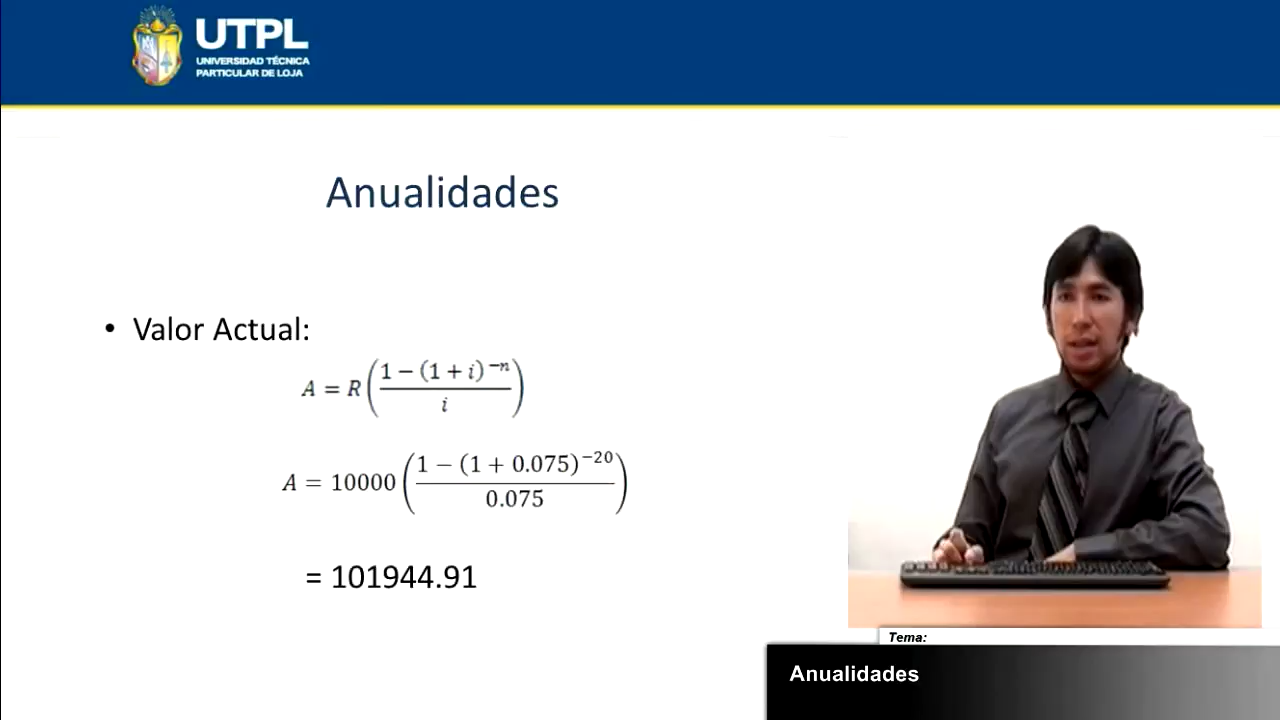 UTPL
UNIVERSIDAD TÉCNICA
PARTICULAR DE LOJA
Anualidades
• Valor Actual:
A = R((1 − (1 + i)^−n)/i)
A = 10000((1 − (1 + 0.075)^−20)/0.075)
= 101944.91
Tema:
Anualidades